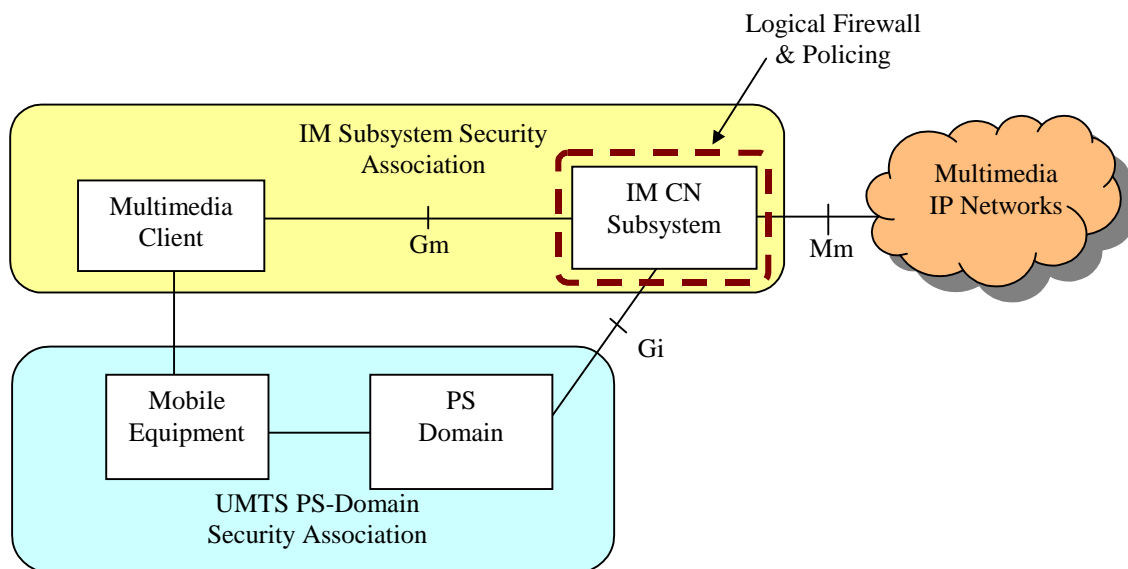 Logical Firewall
& Policing
IM Subsystem Security
Association
Multimedia
Client
Gm
IM CN
Subsystem
Mm
Multimedia
IP Networks
Gi
Mobile
Equipment
PS
Domain
UMTS PS-Domain
Security Association